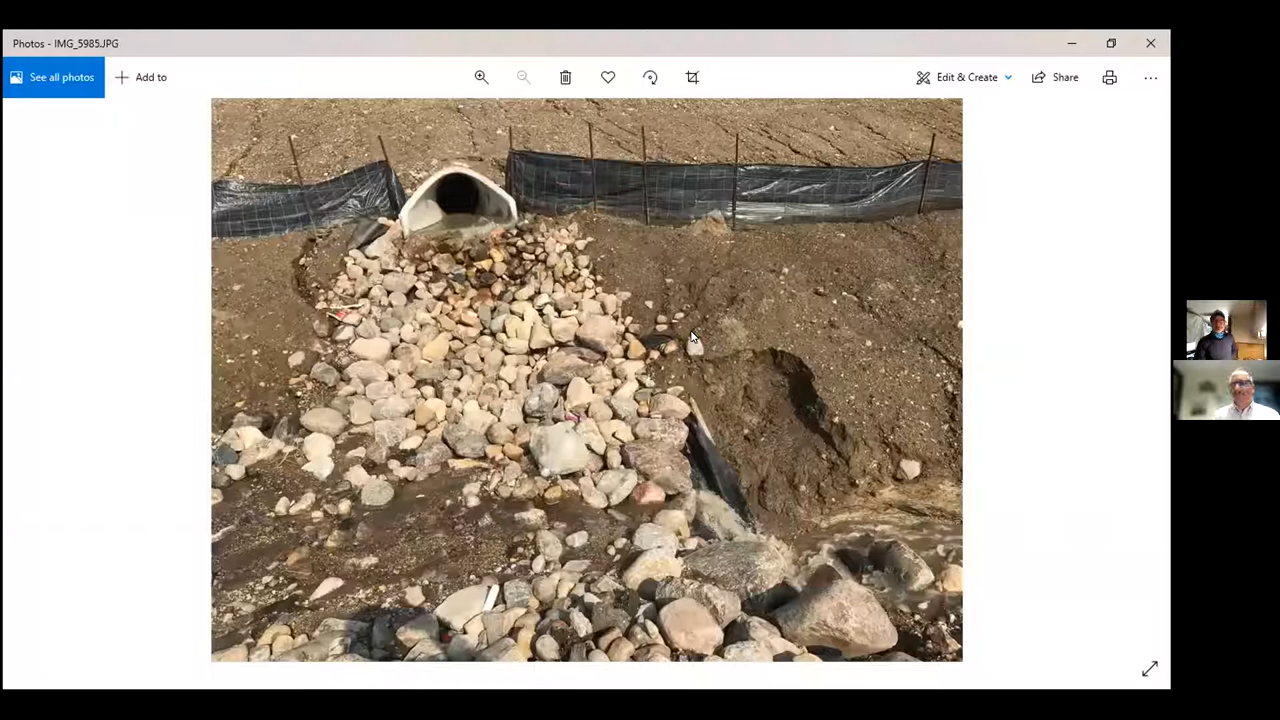 Photos - IMG_5985.JPG
See all photos
Add to
Edit & Create
Share